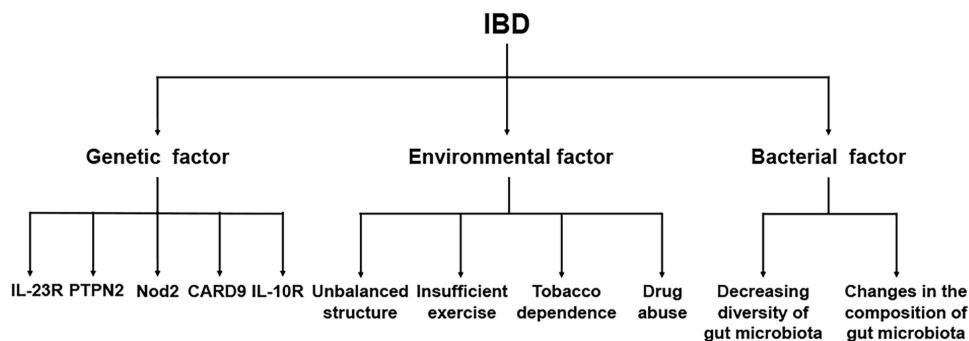 IBD
Genetic factor
Environmental factor
Bacterial factor
IL-23R
PTPN2
Nod2
CARD9
IL-10R
Unbalanced
structure
Insufficient
exercise
Tobacco
dependence
Drug
abuse
Decreasing
diversity of
gut microbiota
Changes in the
composition of
gut microbiota